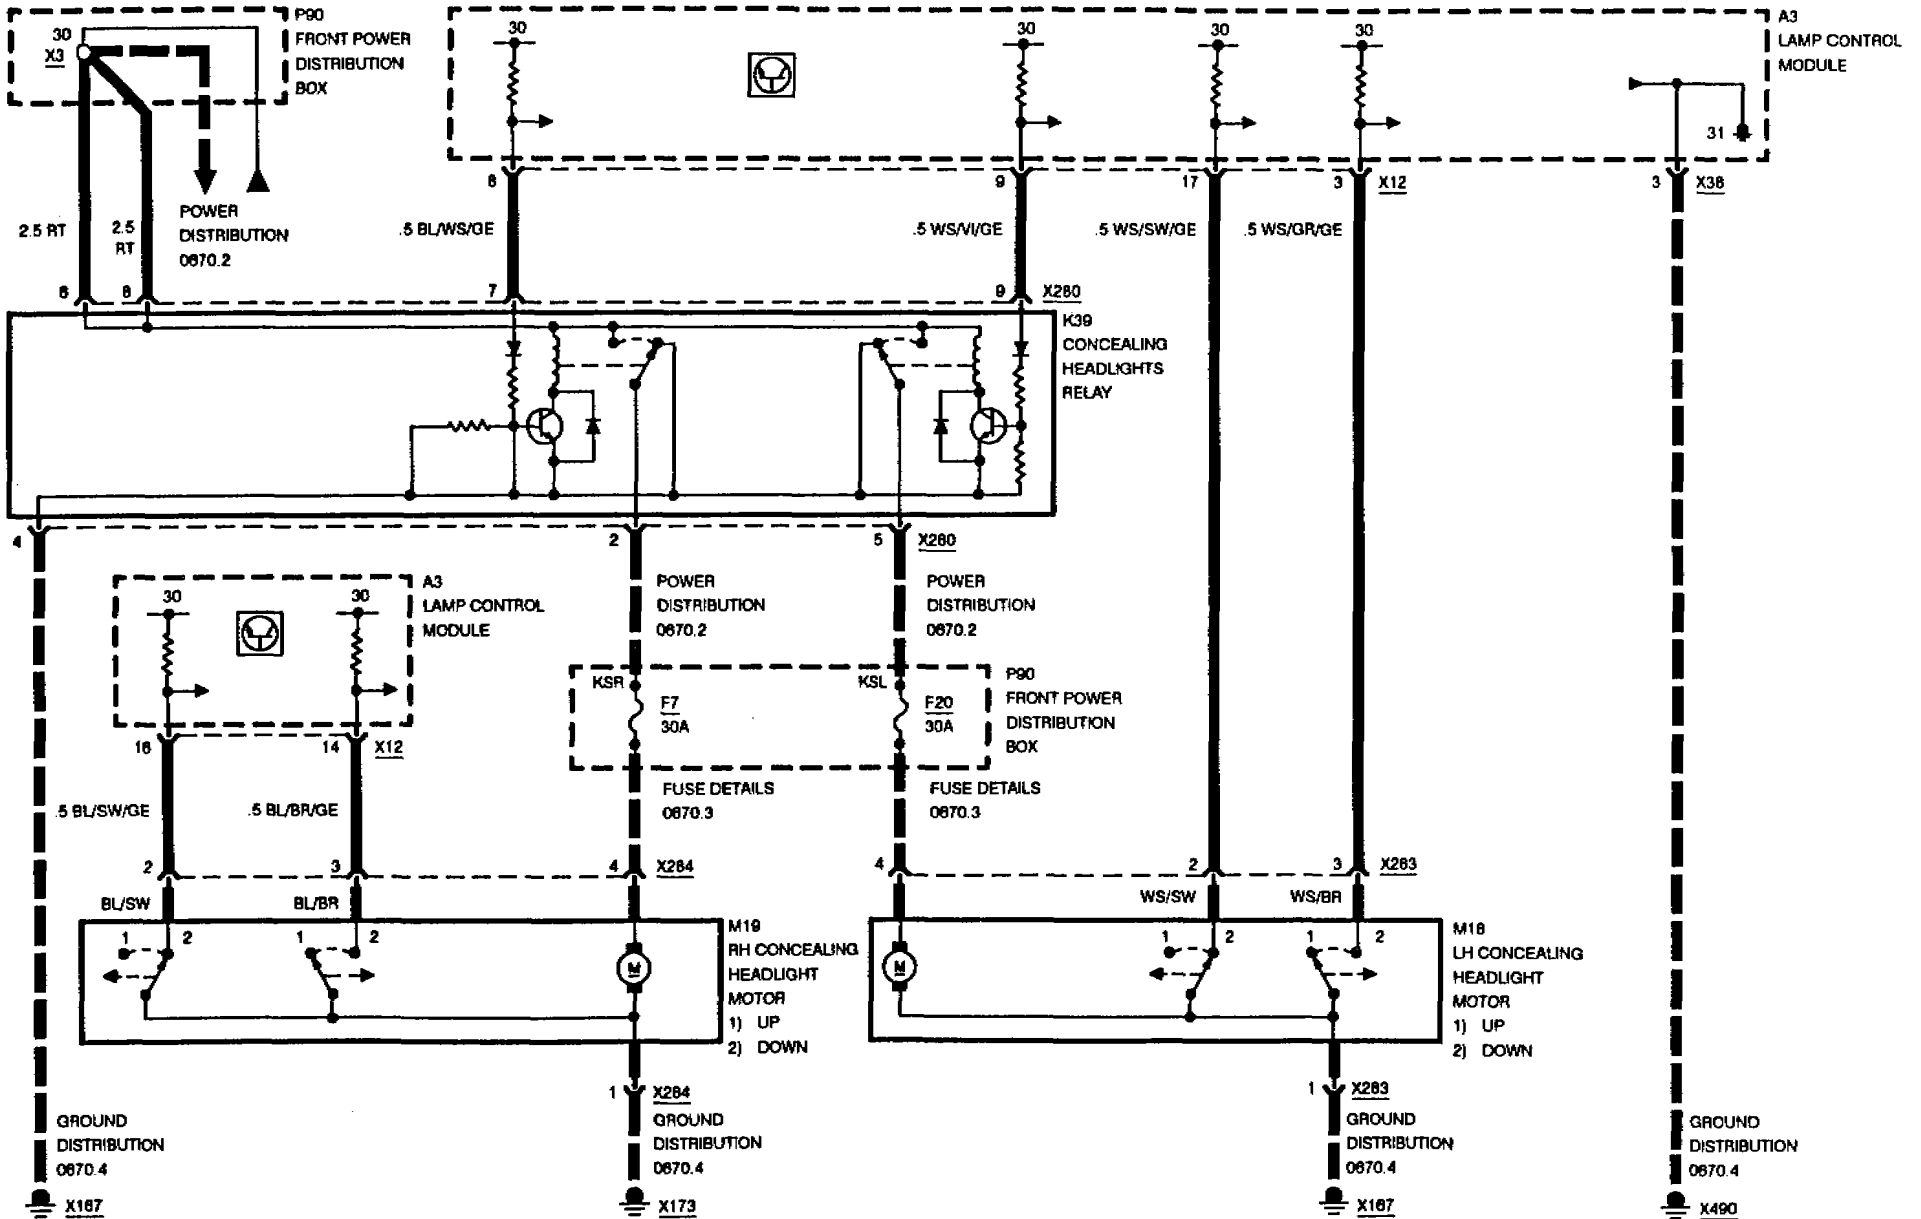 P90
FRONT POWER
DISTRIBUTION
BOX
30
X3
POWER
DISTRIBUTION
0670.2
2.5 RT
2.5
RT
30
30
30
30
31
A3
LAMP CONTROL
MODULE
8
9
17
3
X12
3
X38
.5 BL/WS/GE
.5 WS/VI/GE
.5 WS/SW/GE
.5 WS/GR/GE
6
8
7
9
X280
K39
CONCEALING
HEADLIGHTS
RELAY
4
2
5
X280
30
30
A3
LAMP CONTROL
MODULE
POWER
DISTRIBUTION
0670.2
POWER
DISTRIBUTION
0670.2
KSR
F7
30A
KSL
F20
30A
P90
FRONT POWER
DISTRIBUTION
BOX
16
14
X12
FUSE DETAILS
0670.3
FUSE DETAILS
0670.3
.5 BL/SW/GE
.5 BL/BR/GE
2
3
4
X284
4
2
3
X283
BL/SW
BL/BR
WS/SW
WS/BR
1
2
1
2
M
M19
RH CONCEALING
HEADLIGHT
MOTOR
1) UP
2) DOWN
M
1
2
1
2
M18
LH CONCEALING
HEADLIGHT
MOTOR
1) UP
2) DOWN
1
X284
1
X283
GROUND
DISTRIBUTION
0670.4
X167
GROUND
DISTRIBUTION
0670.4
X173
GROUND
DISTRIBUTION
0670.4
X167
GROUND
DISTRIBUTION
0670.4
X490